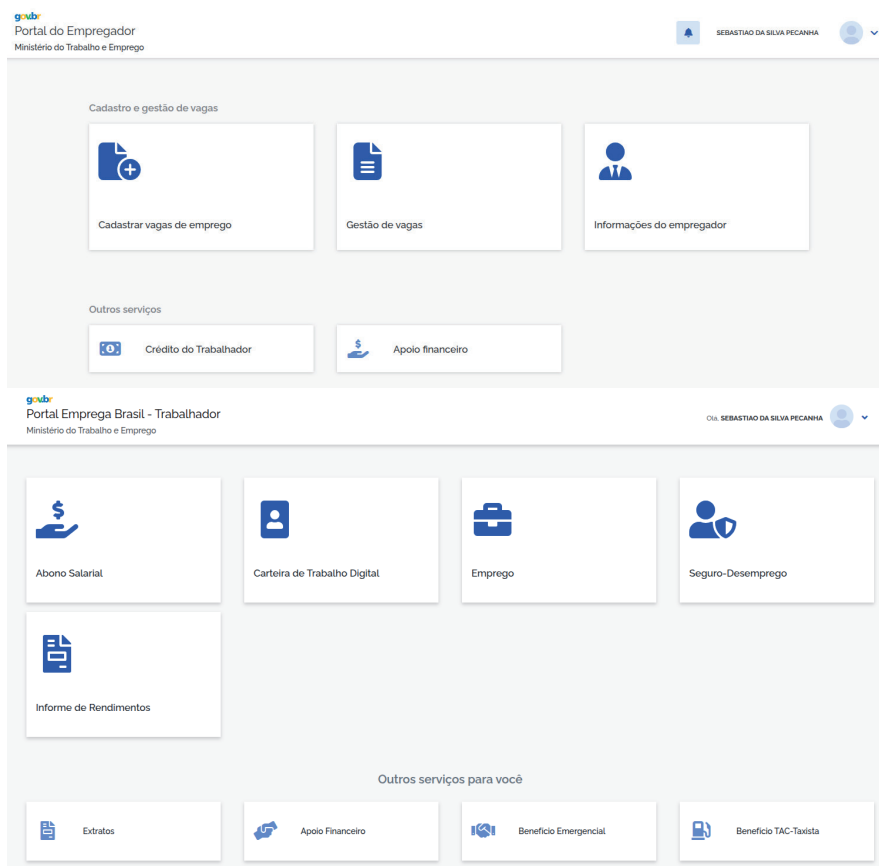 gov.br
Portal do Empregador
Ministério do Trabalho e Emprego
SEBASTIAO DA SILVA PECANHA
Cadastro e gestão de vagas
Cadastrar vagas de emprego
Gestão de vagas
Informações do empregador
Outros serviços
Crédito do Trabalhador
Apoio financeiro
gov.br
Portal Emprega Brasil - Trabalhador
Ministério do Trabalho e Emprego
Olá, SEBASTIAO DA SILVA PECANHA
Abono Salarial
Carteira de Trabalho Digital
Emprego
Seguro-Desemprego
Informe de Rendimentos
Outros serviços para você
Extratos
Apoio Financeiro
Benefício Emergencial
Benefício TAC-Taxista